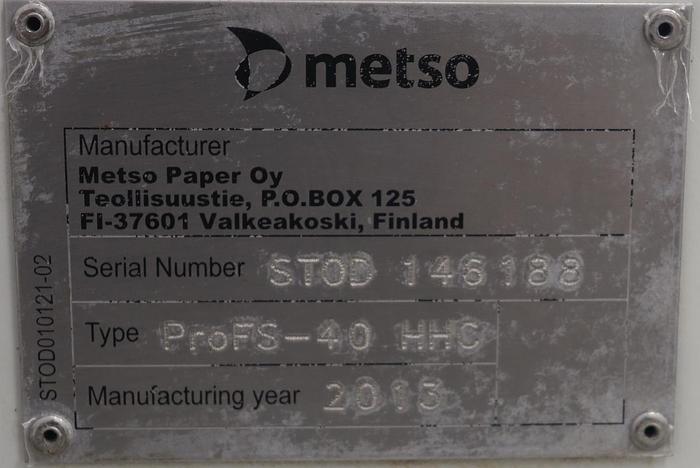 metso
Manufacturer
Metso Paper Oy
Teollisuustie, P.O.BOX 125
FI-37601 Valkeakoski, Finland
Serial Number STOD 146188
Type ProFS-40 HHC
Manufacturing year 2013
STOD010121-02